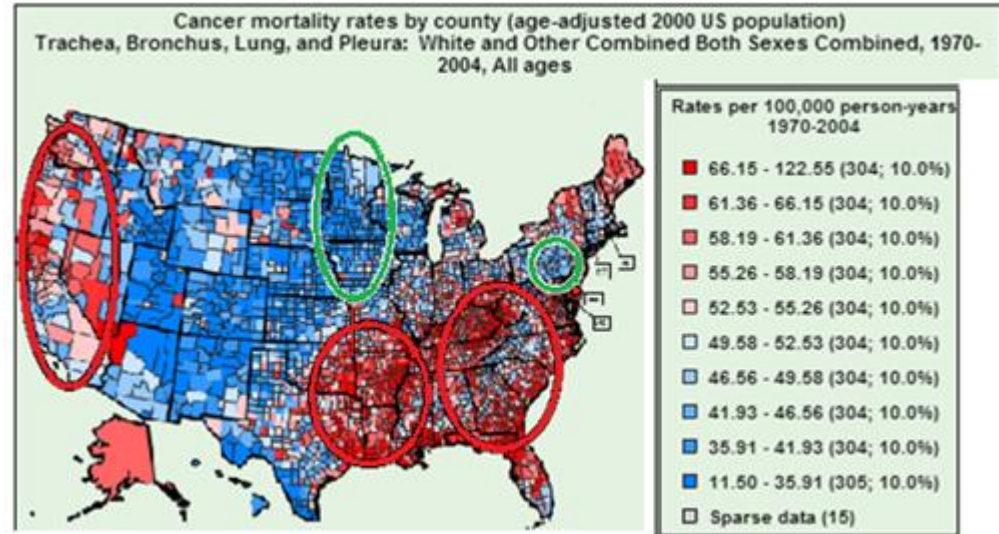 Cancer mortality rates by county (age-adjusted 2000 US population)
Trachea, Bronchus, Lung, and Pleura: White and Other Combined Both Sexes Combined, 1970-
2004, All ages
Rates per 100,000 person-years
1970-2004
66.15 - 122.55 (304; 10.0%)
61.36 - 66.15 (304; 10.0%)
58.19 - 61.36 (304; 10.0%)
55.26 - 58.19 (304; 10.0%)
52.53 - 55.26 (304; 10.0%)
49.58 - 52.53 (304; 10.0%)
46.56 - 49.58 (304; 10.0%)
41.93 - 46.56 (304; 10.0%)
35.91 - 41.93 (304; 10.0%)
11.50 - 35.91 (305; 10.0%)
Sparse data (15)